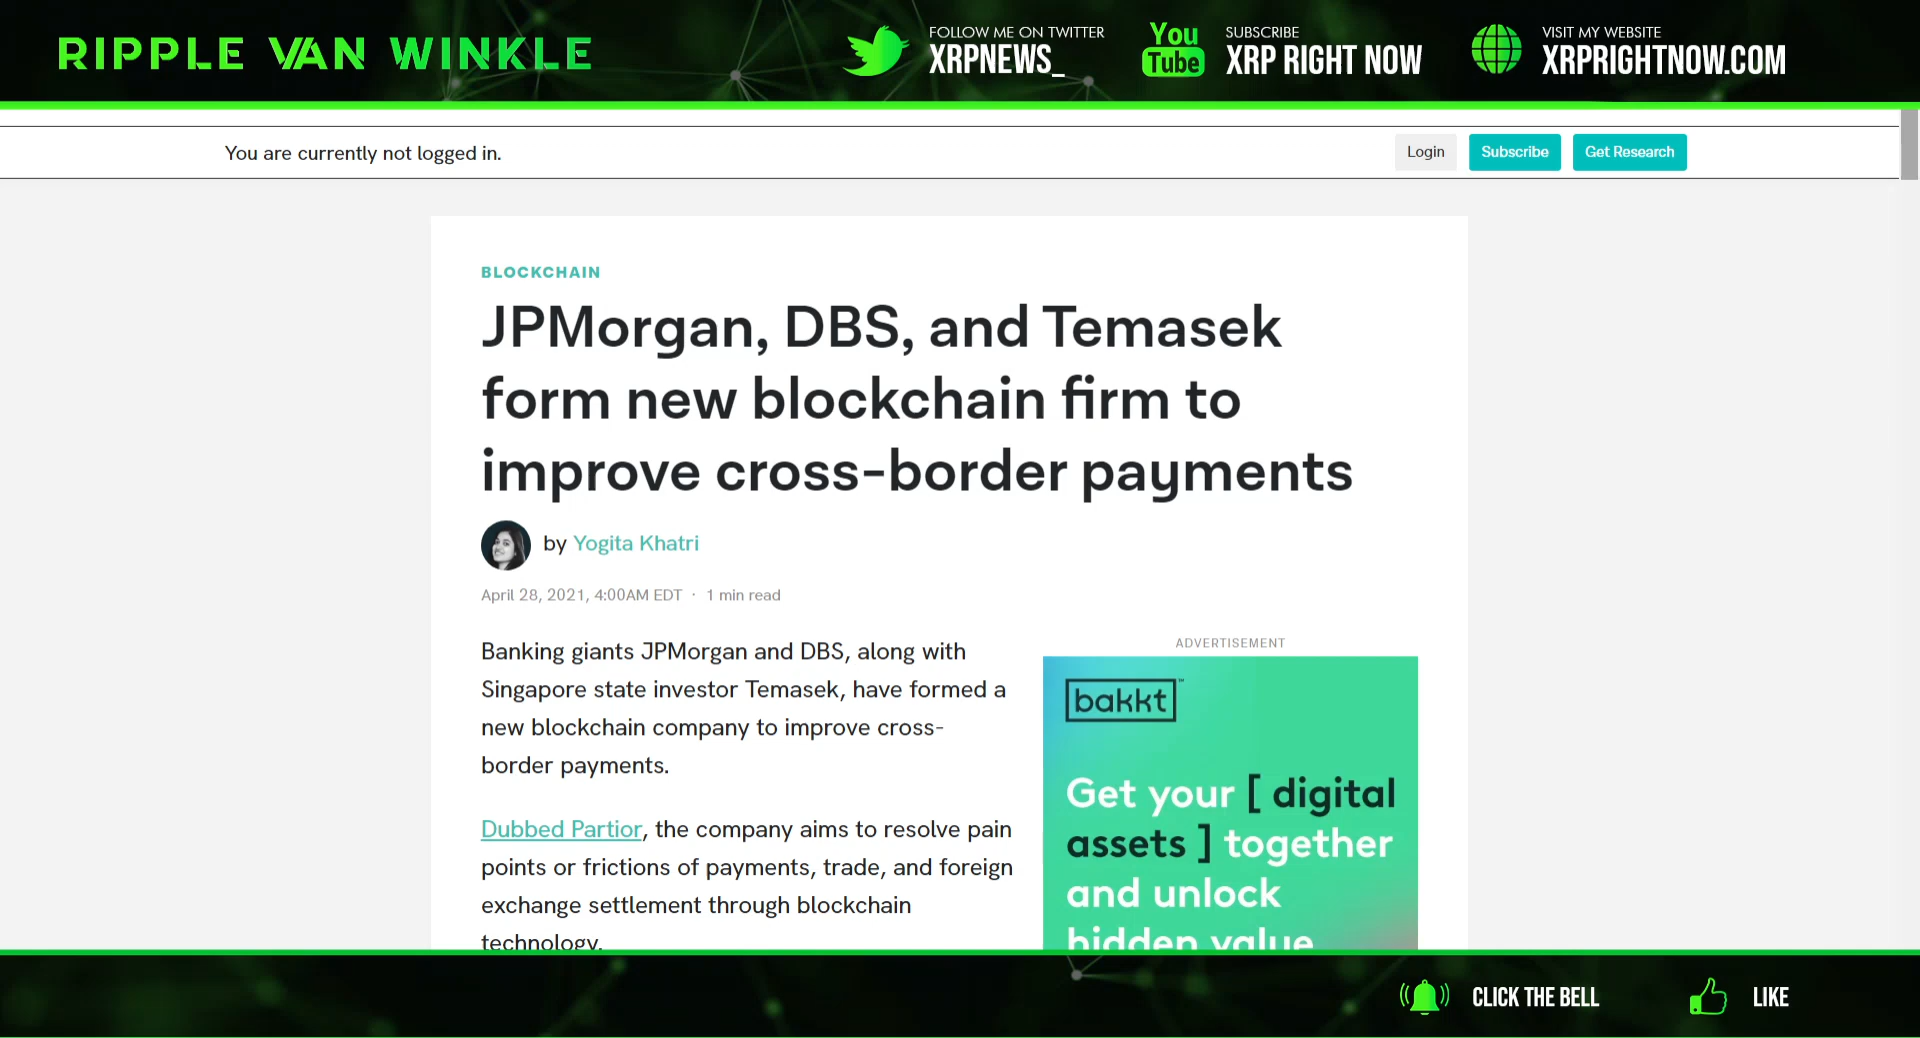 RIPPLE VAN WINKLE
FOLLOW ME ON TWITTER
XRPNEWS_
You Tube
SUBSCRIBE
XRP RIGHT NOW
VISIT MY WEBSITE
XRPRIGHTNOW.COM
You are currently not logged in.
Login
Subscribe
Get Research
BLOCKCHAIN
JPMorgan, DBS, and Temasek
form new blockchain firm to
improve cross-border payments
by Yogita Khatri
April 28, 2021, 4:00AM EDT · 1 min read
Banking giants JPMorgan and DBS, along with
Singapore state investor Temasek, have formed a
new blockchain company to improve cross-
border payments.
Dubbed Partior, the company aims to resolve pain
points or frictions of payments, trade, and foreign
exchange settlement through blockchain
technology.
ADVERTISEMENT
bakkt™
Get your [ digital
assets ] together
and unlock
hidden value
CLICK THE BELL
LIKE